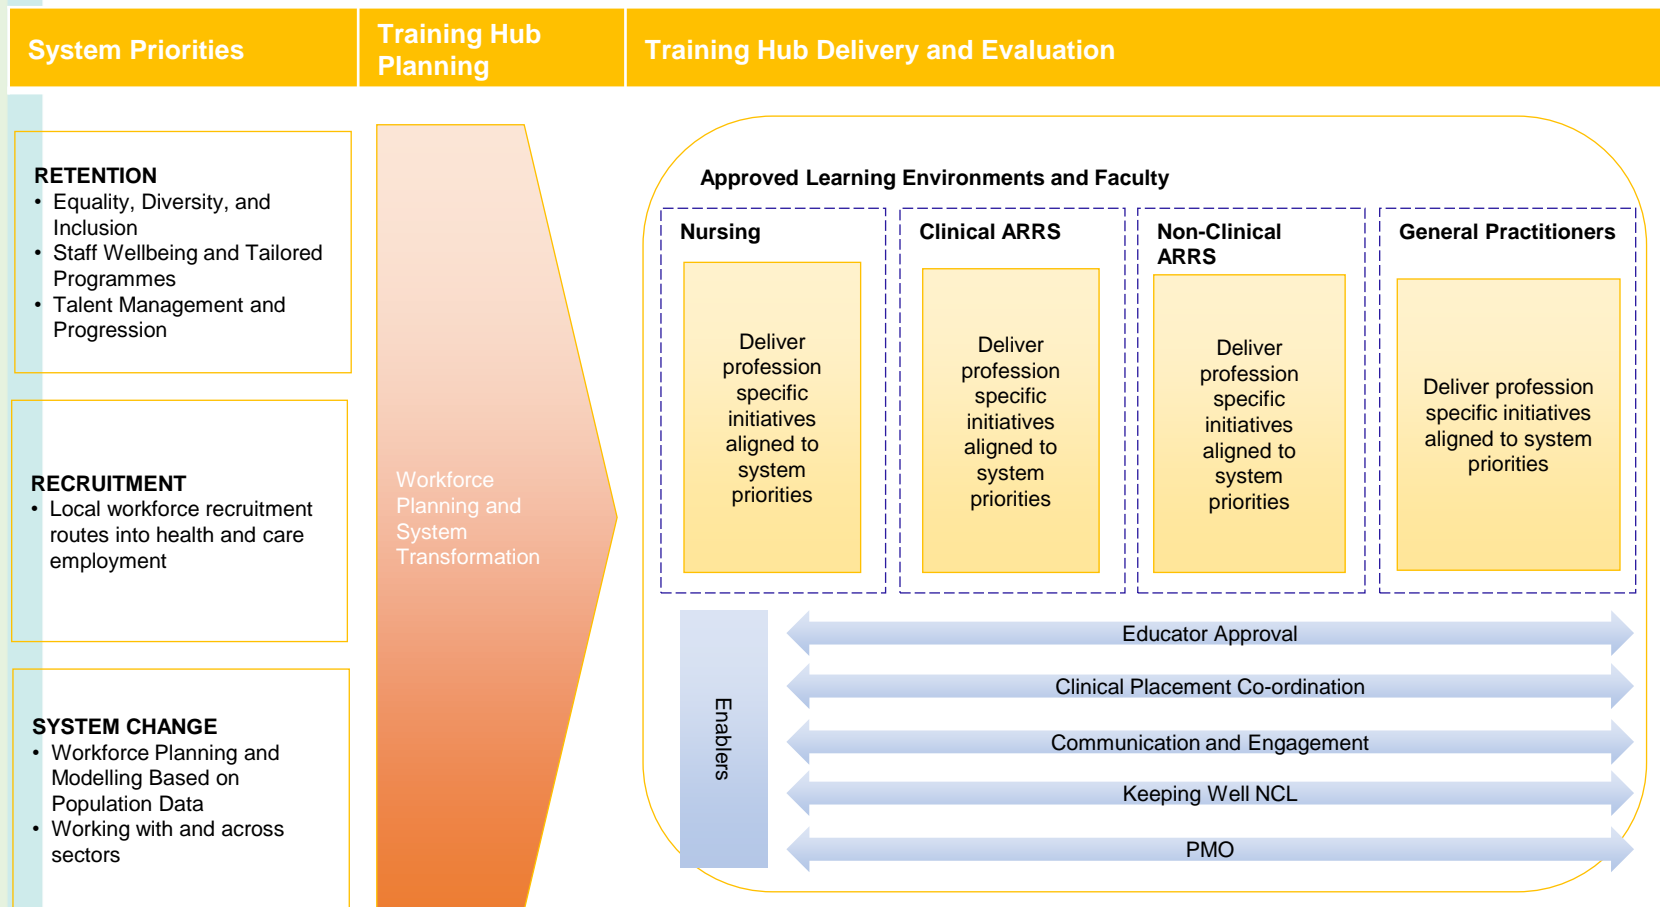 System Priorities
Training Hub
Planning
Training Hub Delivery and Evaluation
RETENTION
• Equality, Diversity, and
Inclusion
• Staff Wellbeing and Tailored
Programmes
• Talent Management and
Progression
RECRUITMENT
• Local workforce recruitment
routes into health and care
employment
SYSTEM CHANGE
• Workforce Planning and
Modelling Based on
Population Data
• Working with and across
sectors
Workforce
Planning and
System
Transformation
Approved Learning Environments and Faculty
Nursing
Deliver
profession
specific
initiatives
aligned to
system
priorities
Clinical ARRS
Deliver
profession
specific
initiatives
aligned to
system
priorities
Non-Clinical
ARRS
Deliver
profession
specific
initiatives
aligned to
system
priorities
General Practitioners
Deliver profession
specific initiatives
aligned to system
priorities
Enablers
Educator Approval
Clinical Placement Co-ordination
Communication and Engagement
Keeping Well NCL
PMO